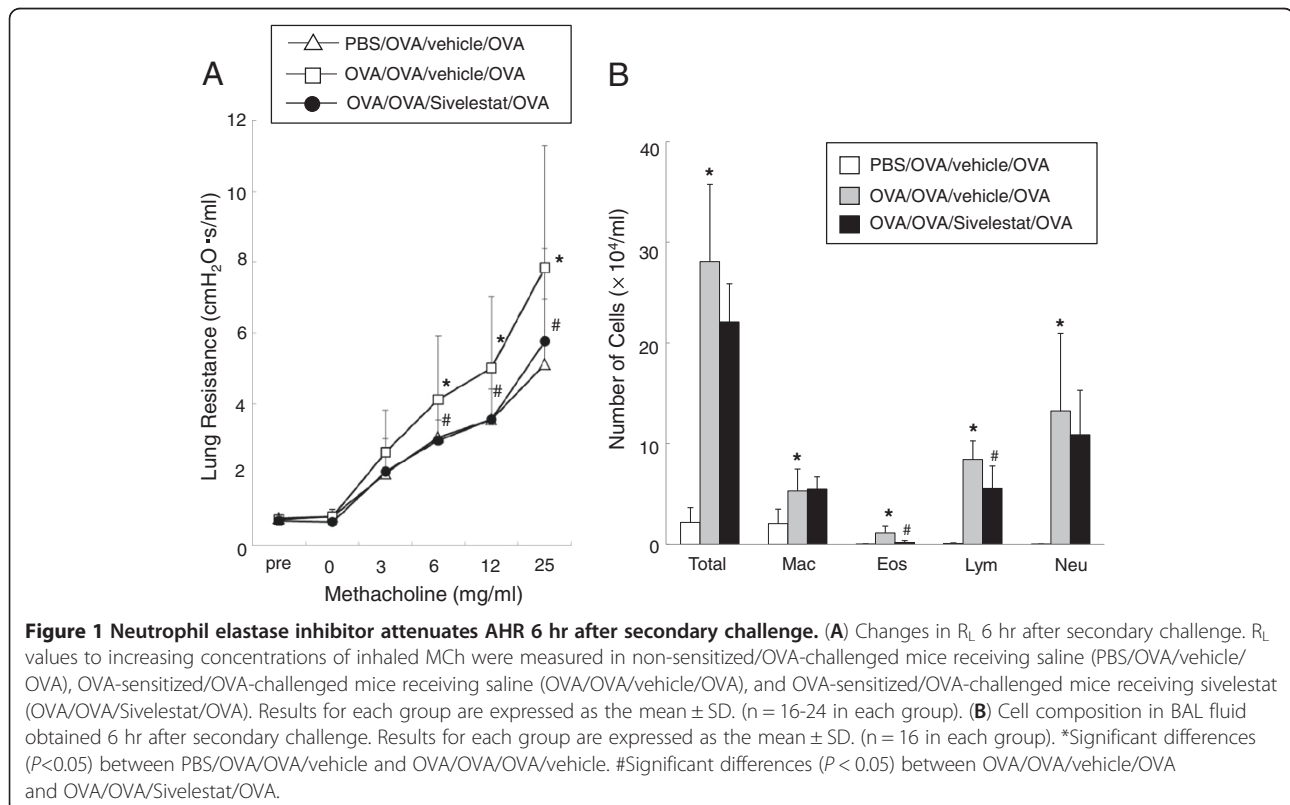 A
PBS/OVA/vehicle/OVA
OVA/OVA/vehicle/OVA
OVA/OVA/Sivelestat/OVA
Lung Resistance (cmH2O·s/ml)
12
10
8
6
4
2
0
pre 0 3 6 12 25
Methacholine (mg/ml)
* * *
# # #
B
PBS/OVA/vehicle/OVA
OVA/OVA/vehicle/OVA
OVA/OVA/Sivelestat/OVA
Number of Cells (×10⁴/ml)
40
30
20
10
0
* * * * *
# #
Total Mac Eos Lym Neu
Figure 1 Neutrophil elastase inhibitor attenuates AHR 6 hr after secondary challenge. (A) Changes in RL 6 hr after secondary challenge. RL
values to increasing concentrations of inhaled MCh were measured in non-sensitized/OVA-challenged mice receiving saline (PBS/OVA/vehicle/
OVA), OVA-sensitized/OVA-challenged mice receiving saline (OVA/OVA/vehicle/OVA), and OVA-sensitized/OVA-challenged mice receiving sivelestat
(OVA/OVA/Sivelestat/OVA). Results for each group are expressed as the mean ± SD. (n = 16-24 in each group). (B) Cell composition in BAL fluid
obtained 6 hr after secondary challenge. Results for each group are expressed as the mean ± SD. (n = 16 in each group). *Significant differences
(P<0.05) between PBS/OVA/OVA/vehicle and OVA/OVA/OVA/vehicle. #Significant differences (P < 0.05) between OVA/OVA/vehicle/OVA
and OVA/OVA/Sivelestat/OVA.